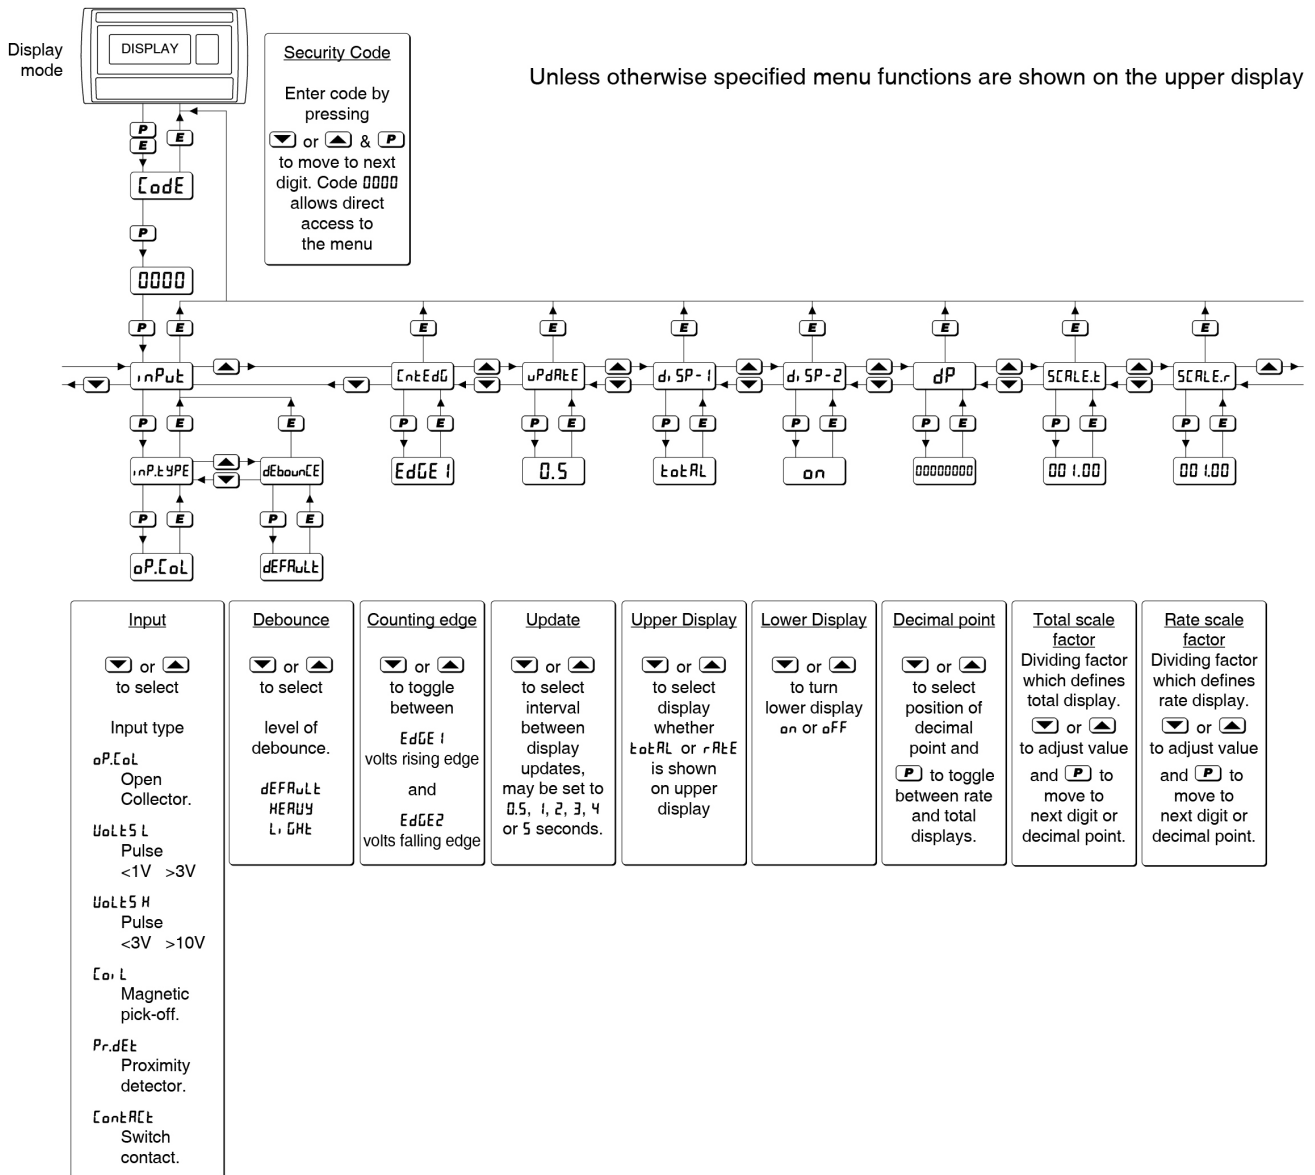 Display
mode
DISPLAY
Unless otherwise specified menu functions are shown on the upper display
Security Code
Enter code by
pressing
or & P
to move to next
digit. Code 0000
allows direct
access to
the menu
P
E
E
CodE
P
0000
P E E E E E E E E
inPut CntEdG uPdAtE diSP-1 diSP-2 dP SCALE.t SCALE.r
P E E P E P E P E P E P E P E P E
inP.tYPE dEbounCE EdGE 1 0.5 totAL on 00000000 001.00 001.00
P E P E
oP.CoL dEFAuLt
Input
or
to select
Input type
oP.CoL
Open
Collector.
VoLtS L
Pulse
<1V >3V
VoLtS H
Pulse
<3V >10V
CoiL
Magnetic
pick-off.
Pr.dEt
Proximity
detector.
ContACt
Switch
contact.
Debounce
or
to select
level of
debounce.
dEFAuLt
HEAVY
LiGHt
Counting edge
or
to toggle
between
EdGE 1
volts rising edge
and
EdGE2
volts falling edge
Update
or
to select
interval
between
display
updates,
may be set to
0.5, 1, 2, 3, 4
or 5 seconds.
Upper Display
or
to select
display
whether
totAL or rAtE
is shown
on upper
display
Lower Display
or
to turn
lower display
on or oFF
Decimal point
or
to select
position of
decimal
point and
P to toggle
between rate
and total
displays.
Total scale
factor
Dividing factor
which defines
total display.
or
to adjust value
and P to
move to
next digit or
decimal point.
Rate scale
factor
Dividing factor
which defines
rate display.
or
to adjust value
and P to
move to
next digit or
decimal point.